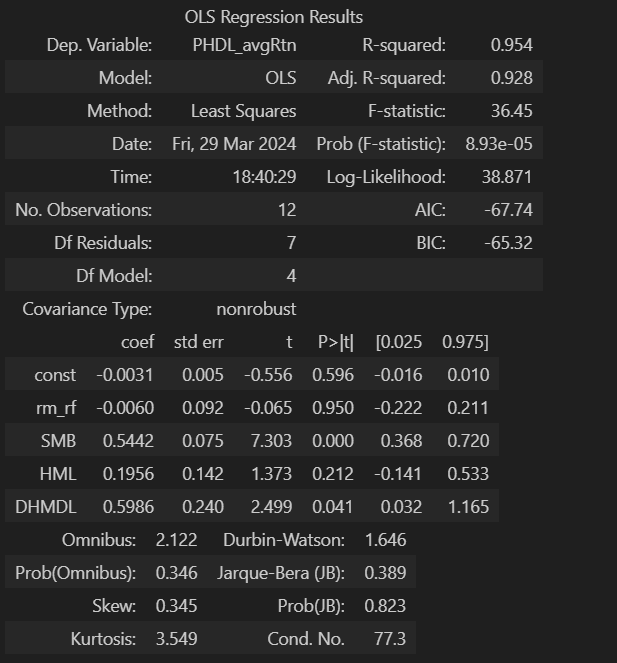 OLS Regression Results
Dep. Variable: PHDL_avgRtn R-squared: 0.954
Model: OLS Adj. R-squared: 0.928
Method: Least Squares F-statistic: 36.45
Date: Fri, 29 Mar 2024 Prob (F-statistic): 8.93e-05
Time: 18:40:29 Log-Likelihood: 38.871
No. Observations: 12 AIC: -67.74
Df Residuals: 7 BIC: -65.32
Df Model: 4
Covariance Type: nonrobust
coef std err t P>|t| [0.025 0.975]
const -0.0031 0.005 -0.556 0.596 -0.016 0.010
rm_rf -0.0060 0.092 -0.065 0.950 -0.222 0.211
SMB 0.5442 0.075 7.303 0.000 0.368 0.720
HML 0.1956 0.142 1.373 0.212 -0.141 0.533
DHMDL 0.5986 0.240 2.499 0.041 0.032 1.165
Omnibus: 2.122 Durbin-Watson: 1.646
Prob(Omnibus): 0.346 Jarque-Bera (JB): 0.389
Skew: 0.345 Prob(JB): 0.823
Kurtosis: 3.549 Cond. No. 77.3